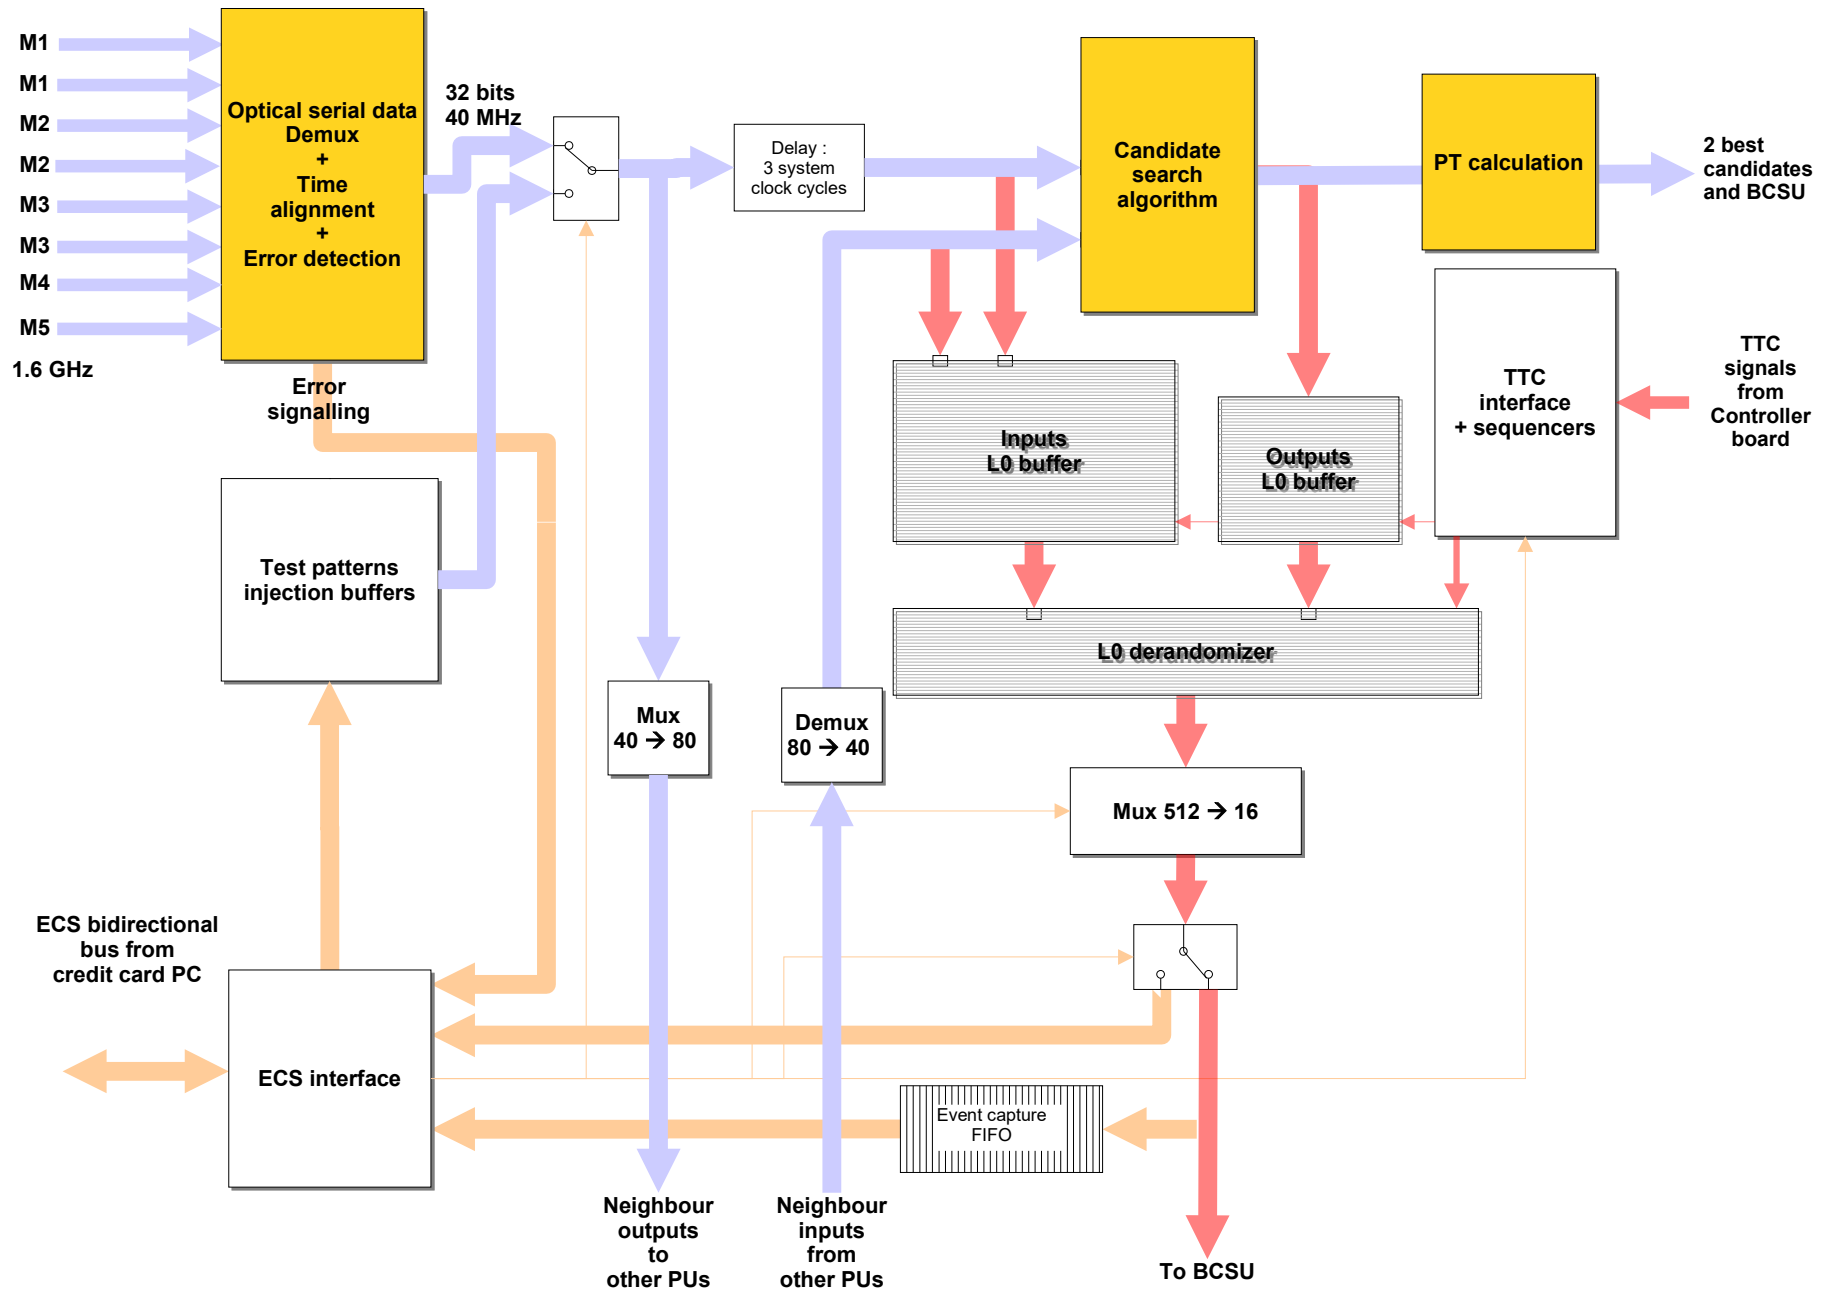 M1
M1
M2
M2
M3
M3
M4
M5
1.6 GHz
Optical serial data
Demux
+
Time
alignment
+
Error detection
32 bits
40 MHz
Delay :
3 system
clock cycles
Candidate
search
algorithm
PT calculation
2 best
candidates
and BCSU
Error
signalling
Inputs
L0 buffer
Outputs
L0 buffer
TTC
interface
+ sequencers
TTC
signals
from
Controller
board
Test patterns
injection buffers
L0 derandomizer
Mux
40 → 80
Demux
80 → 40
Mux 512 → 16
ECS bidirectional
bus from
credit card PC
ECS interface
Event capture
FIFO
Neighbour
outputs
to
other PUs
Neighbour
inputs
from
other PUs
To BCSU